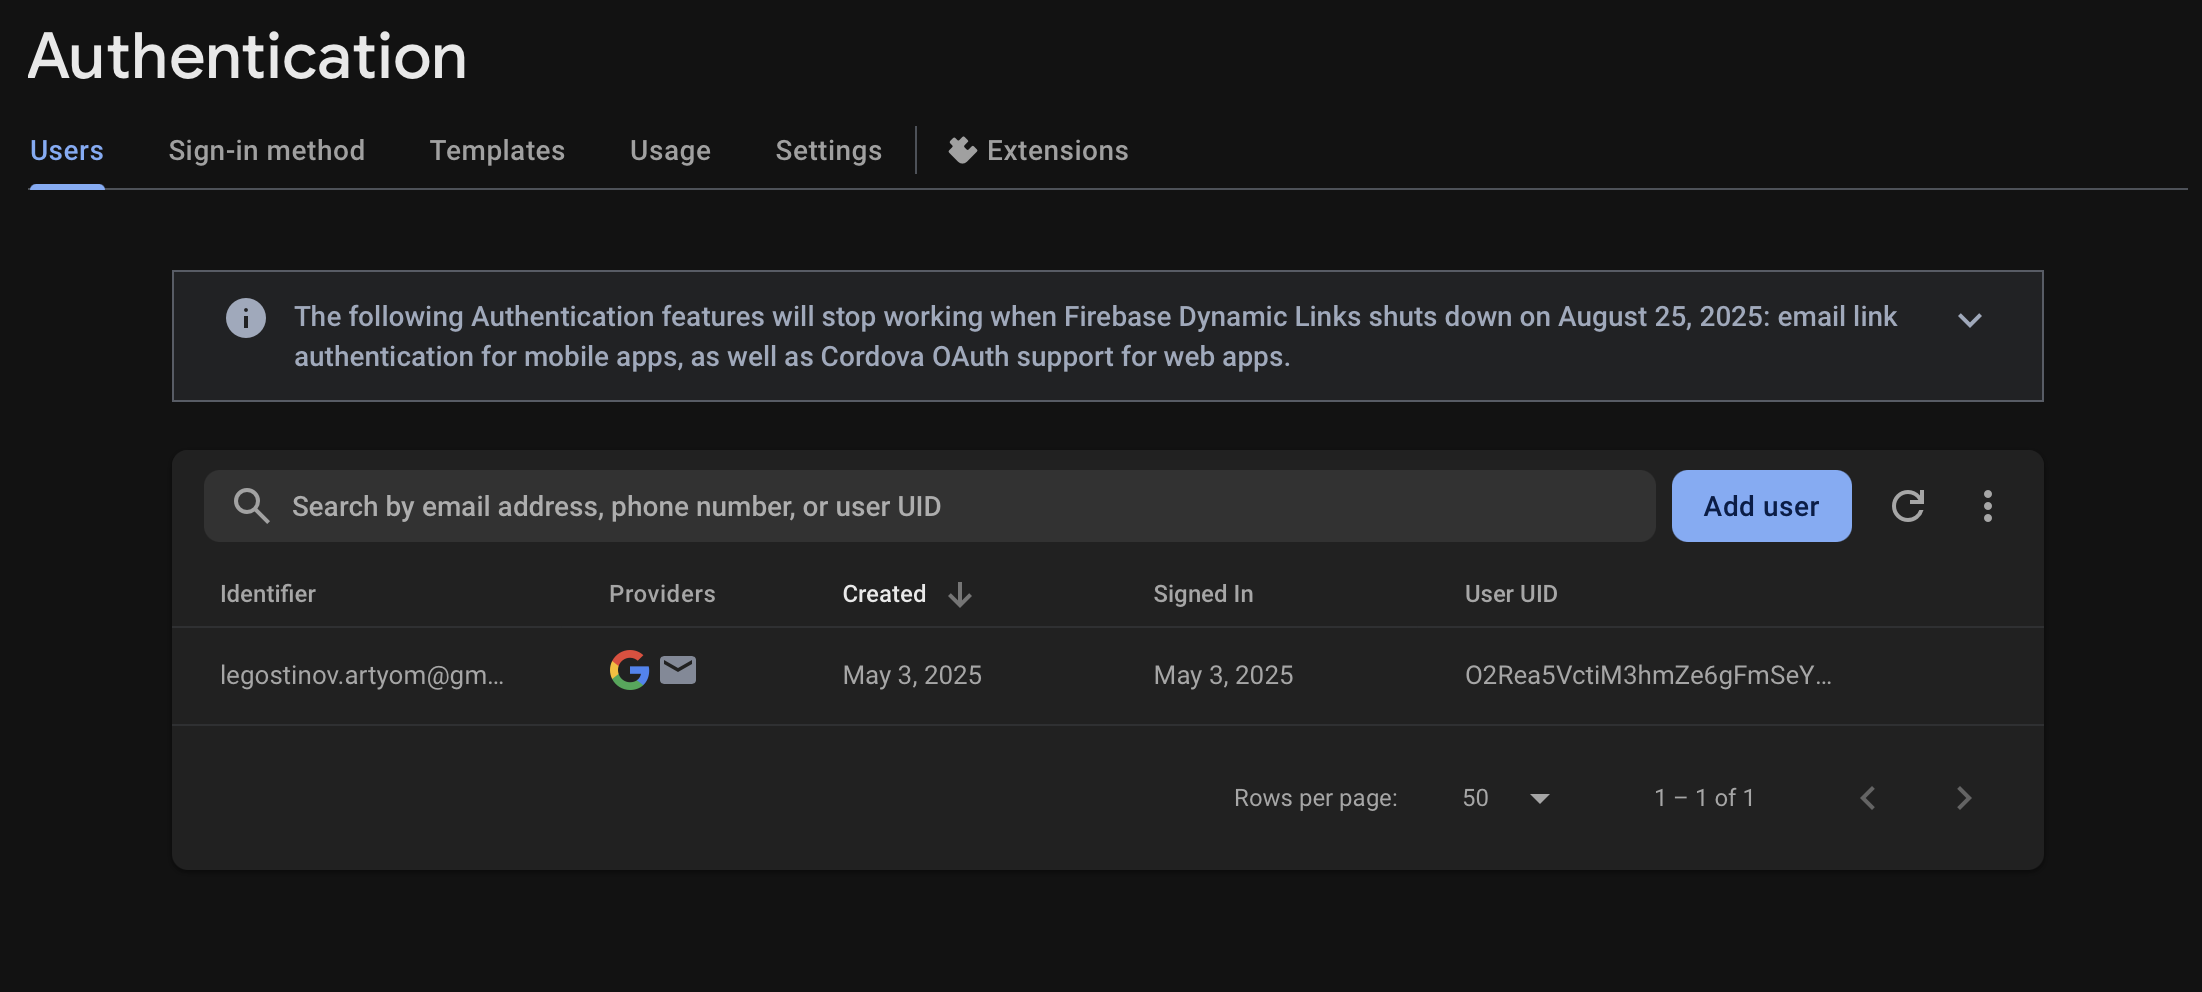 Authentication
Users Sign-in method Templates Usage Settings Extensions
The following Authentication features will stop working when Firebase Dynamic Links shuts down on August 25, 2025: email link
authentication for mobile apps, as well as Cordova OAuth support for web apps.
Search by email address, phone number, or user UID Add user
Identifier Providers Created Signed In User UID
legostinov.artyom@gm... May 3, 2025 May 3, 2025 O2Rea5VctiM3hmZe6gFmSeY...
Rows per page: 50 1 – 1 of 1